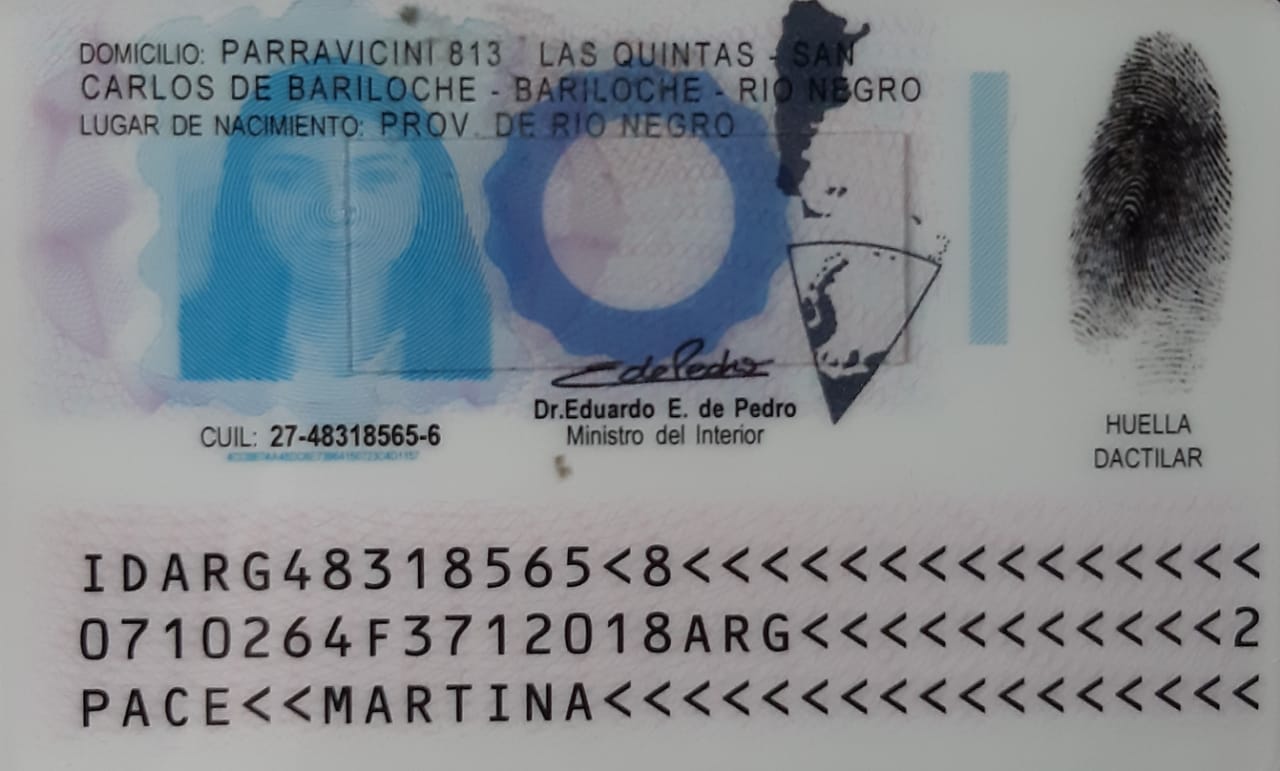 DOMICILIO: PARRAVICINI 813 LAS QUINTAS - SAN
CARLOS DE BARILOCHE - BARILOCHE - RIO NEGRO
LUGAR DE NACIMIENTO: PROV. DE RIO NEGRO
CdePedro
Dr.Eduardo E. de Pedro
Ministro del Interior
CUIL: 27-48318565-6
HUELLA
DACTILAR
IDARG48318565<8<<<<<<<<<<<<<<<
0710264F3712018ARG<<<<<<<<<<<2
PACE<<MARTINA<<<<<<<<<<<<<<<<<